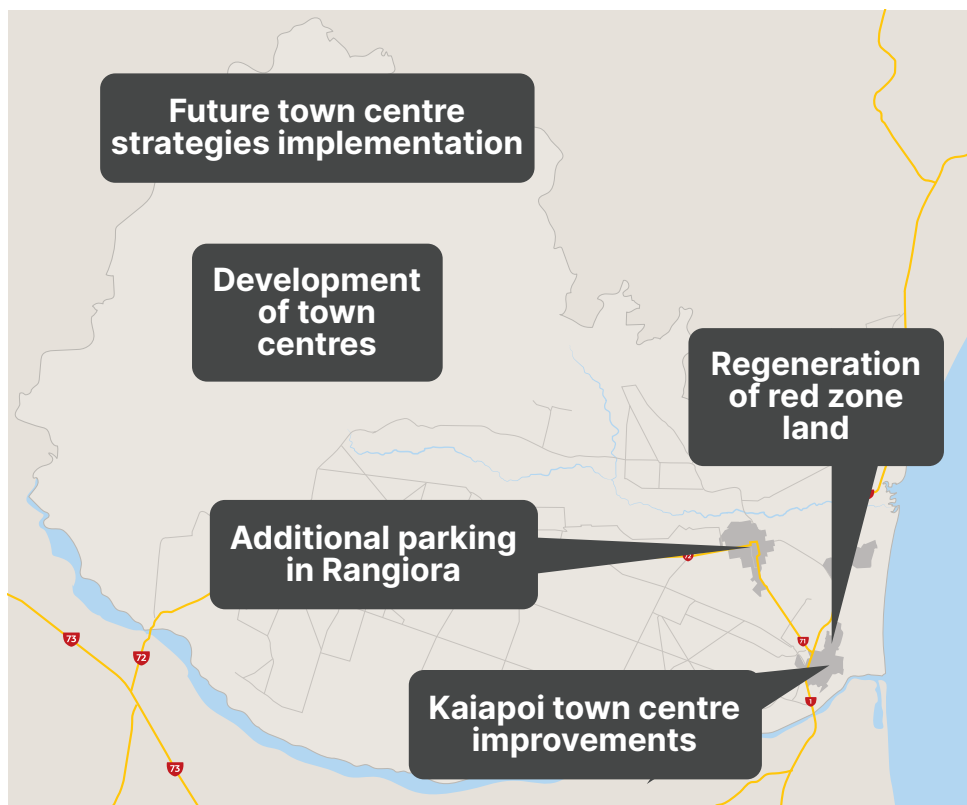 Future town centre
strategies implementation
Development
of town
centres
Regeneration
of red zone
land
Additional parking
in Rangiora
72
71
73
72
Kaiapoi town centre
improvements
1
73